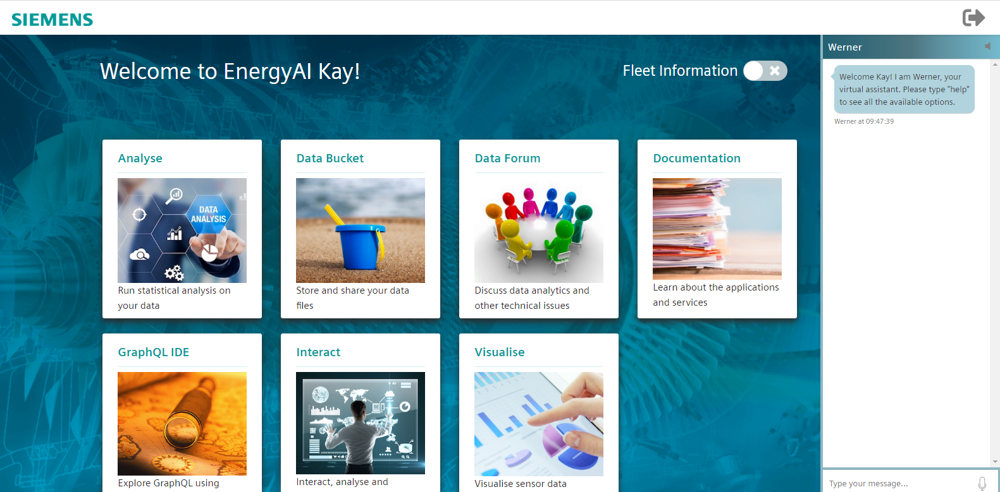 SIEMENS
Welcome to EnergyAI Kay!
Fleet Information
Analyse
DATA
ANALYSIS
Run statistical analysis on
your data
Data Bucket
Store and share your data
files
Data Forum
Discuss data analytics and
other technical issues
Documentation
Learn about the applications
and services
GraphQL IDE
Explore GraphQL using
Interact
Interact, analyse and
Visualise
Visualise sensor data
Werner
Welcome Kay! I am Werner, your
virtual assistant. Please type "help"
to see all the available options.
Werner at 09:47:39
Type your message...